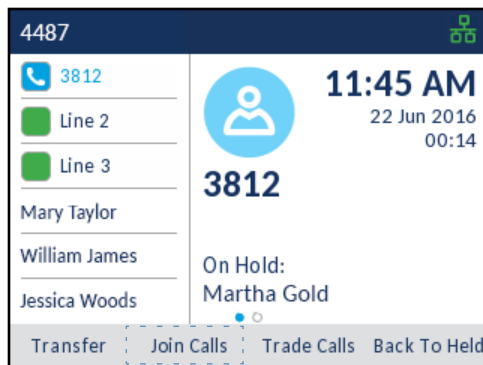 4487
3812
Line 2
Line 3
Mary Taylor
William James
Jessica Woods
11:45 AM
22 Jun 2016
00:14
3812
On Hold:
Martha Gold
Transfer Join Calls Trade Calls Back To Held